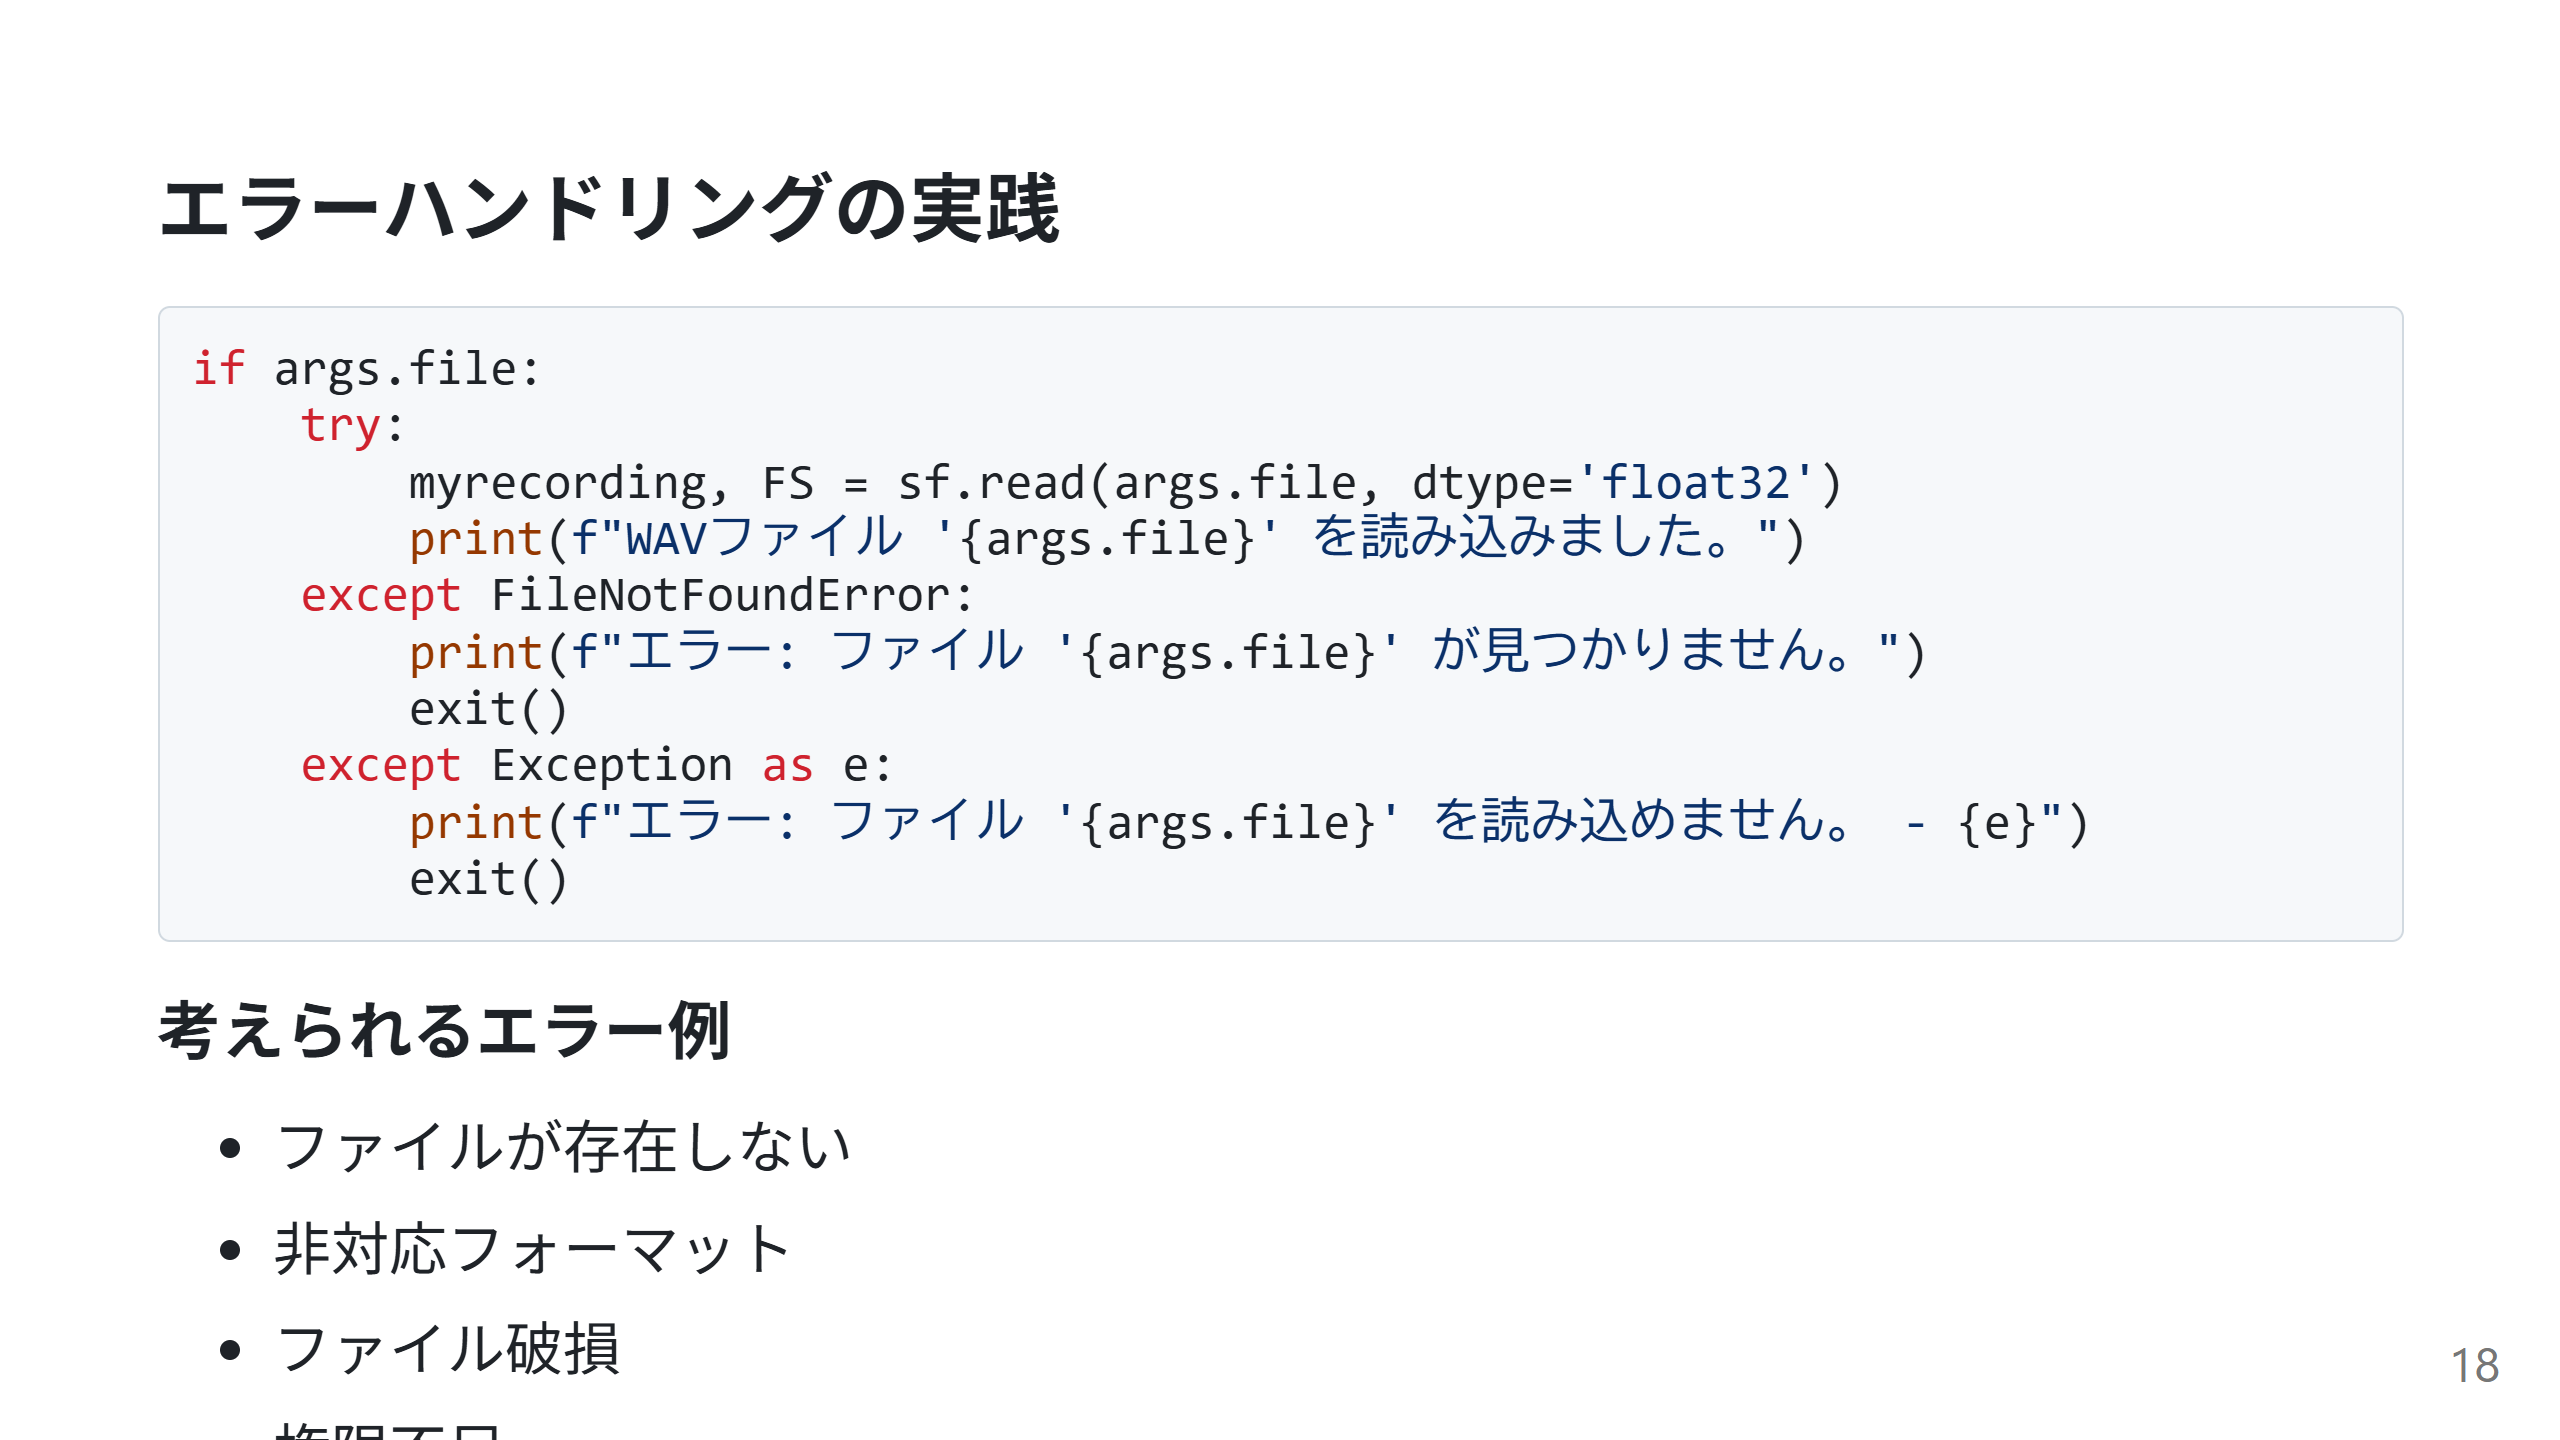 エラーハンドリングの実践
if args.file:
    try:
        myrecording, FS = sf.read(args.file, dtype='float32')
        print(f"WAVファイル '{args.file}' を読み込みました。")
    except FileNotFoundError:
        print(f"エラー: ファイル '{args.file}' が見つかりません。")
        exit()
    except Exception as e:
        print(f"エラー: ファイル '{args.file}' を読み込めません。 - {e}")
        exit()
考えられるエラー例
• ファイルが存在しない
• 非対応フォーマット
• ファイル破損
18